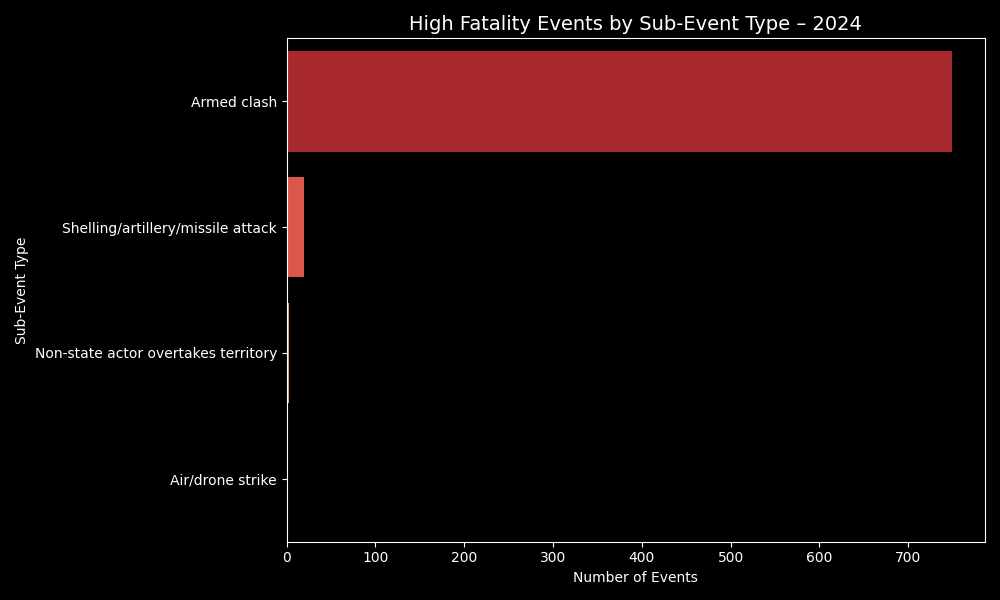 High Fatality Events by Sub-Event Type – 2024
Sub-Event Type
Armed clash
Shelling/artillery/missile attack
Non-state actor overtakes territory
Air/drone strike
0 100 200 300 400 500 600 700
Number of Events